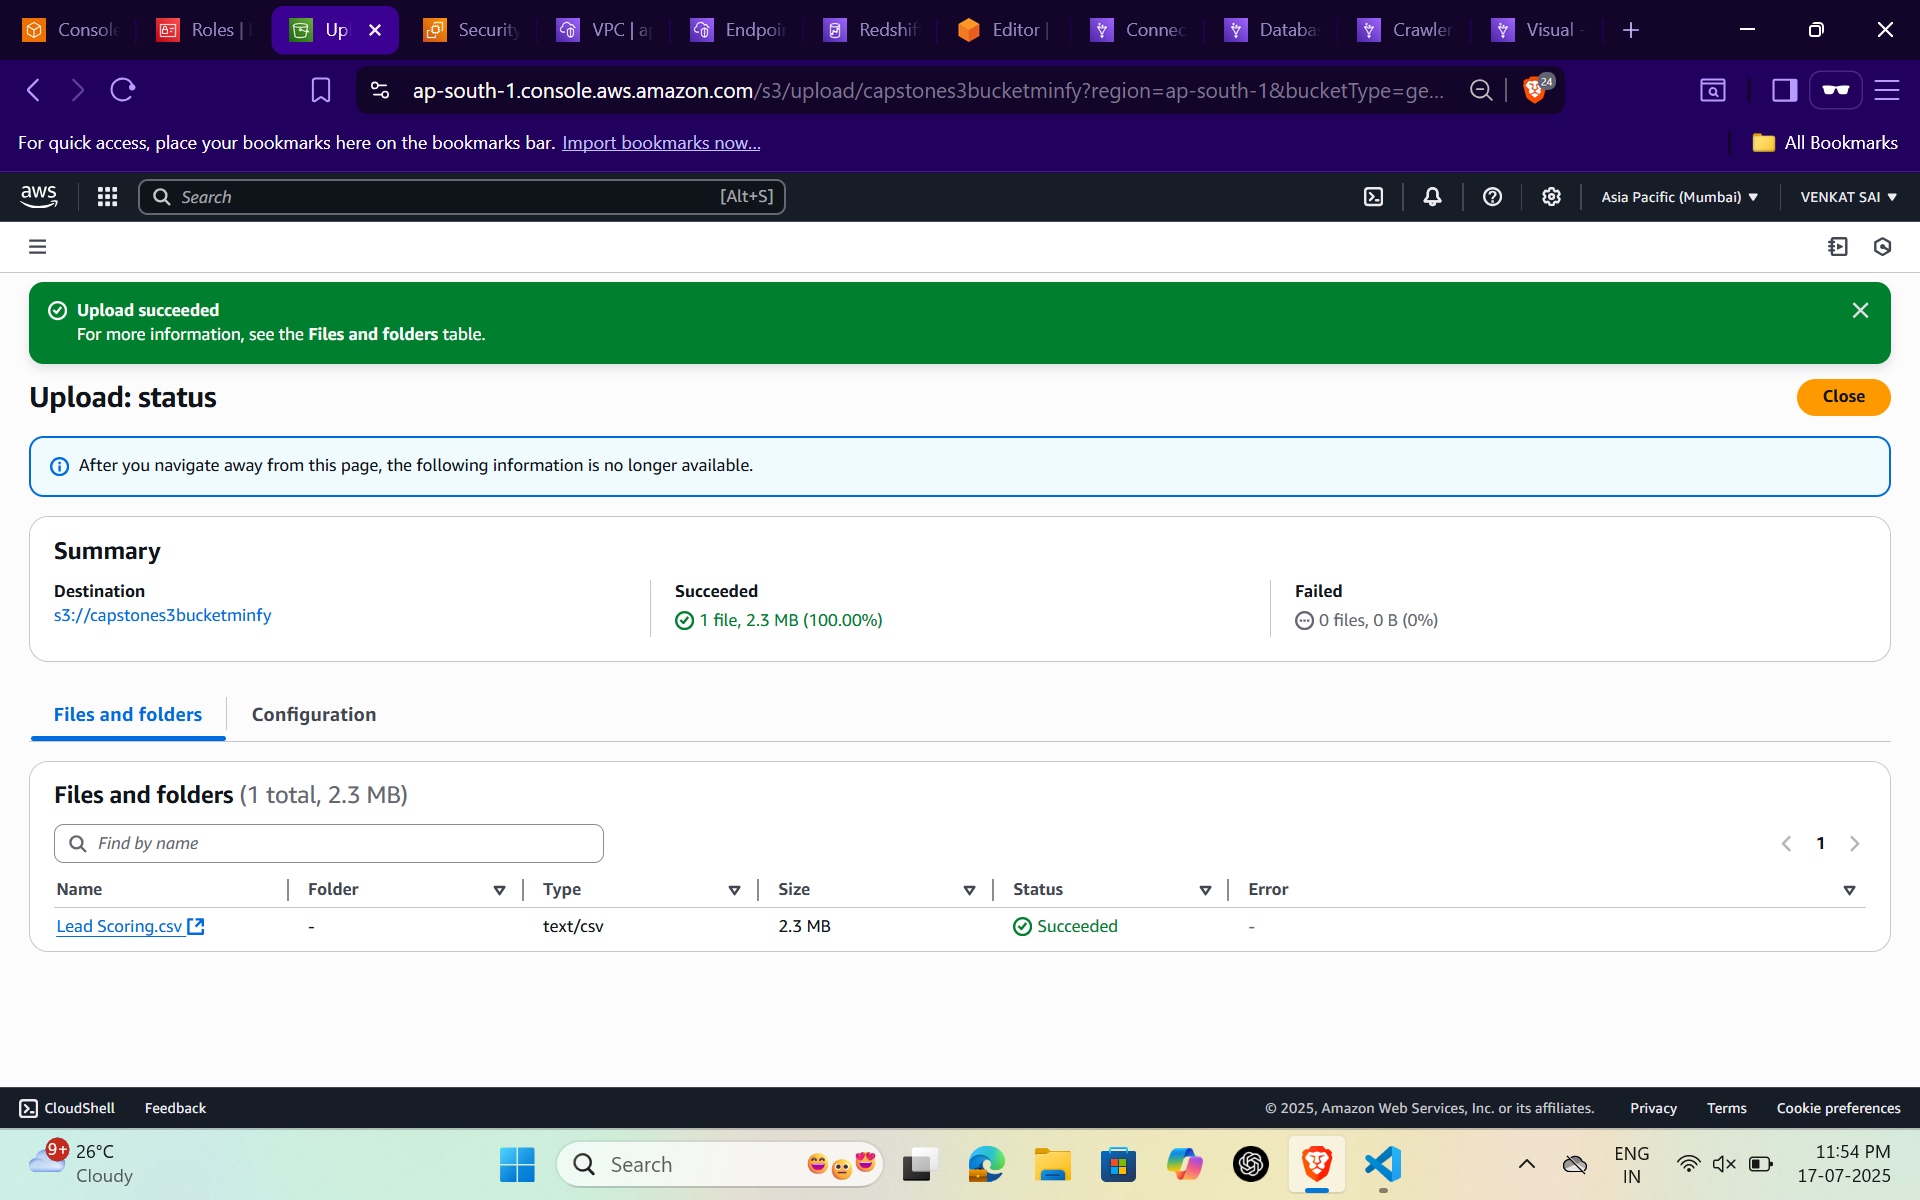 Console
Roles |
Upl
Security
VPC | ap
Endpoin
Redshif
Editor |
Connec
Databa
Crawler
Visual -
ap-south-1.console.aws.amazon.com/s3/upload/capstones3bucketminfy?region=ap-south-1&bucketType=ge...
24
For quick access, place your bookmarks here on the bookmarks bar. Import bookmarks now...
All Bookmarks
aws
Search
[Alt+S]
Asia Pacific (Mumbai)
VENKAT SAI
Upload succeeded
For more information, see the Files and folders table.
Upload: status
Close
After you navigate away from this page, the following information is no longer available.
Summary
Destination
s3://capstones3bucketminfy
Succeeded
1 file, 2.3 MB (100.00%)
Failed
0 files, 0 B (0%)
Files and folders
Configuration
Files and folders (1 total, 2.3 MB)
Find by name
1
Name Folder Type Size Status Error
Lead Scoring.csv - text/csv 2.3 MB Succeeded -
CloudShell
Feedback
© 2025, Amazon Web Services, Inc. or its affiliates.
Privacy
Terms
Cookie preferences
9+
26°C
Cloudy
Search
ENG
IN
11:54 PM
17-07-2025